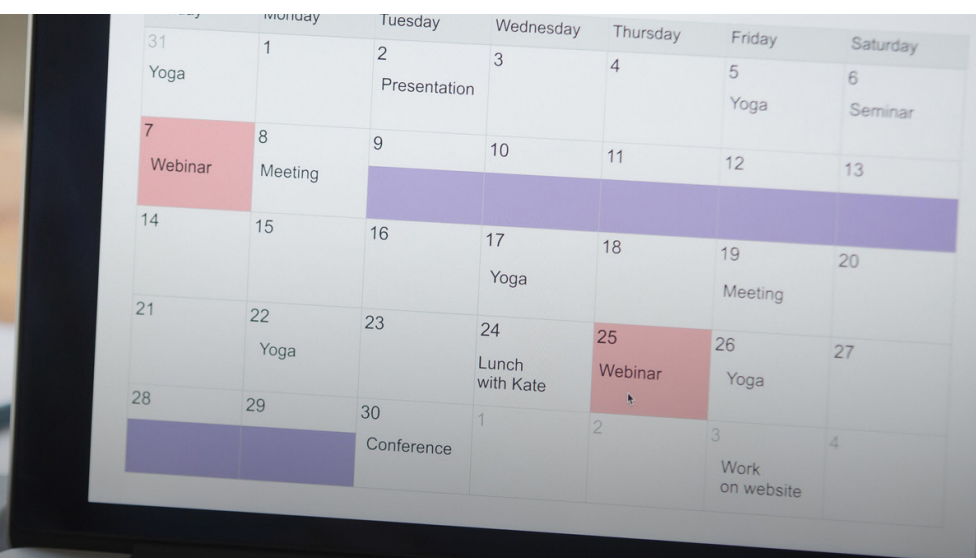 Monday Tuesday Wednesday Thursday Friday Saturday
31 1 2 3 4 5 6
Yoga Presentation Yoga Seminar
7 8 9 10 11 12 13
Webinar Meeting
14 15 16 17 18 19 20
Yoga Meeting
21 22 23 24 25 26 27
Yoga Lunch Webinar Yoga
with Kate
28 29 30 1 2 3 4
Conference Work
on website